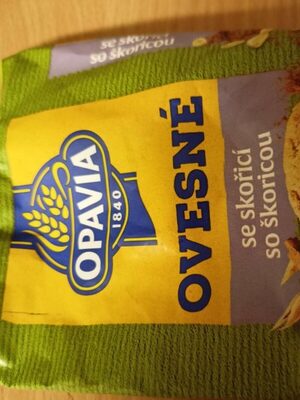 se skořicí
so škoricou
OPAVIA
1840
OVESNÉ
se skořicí
so škoricou